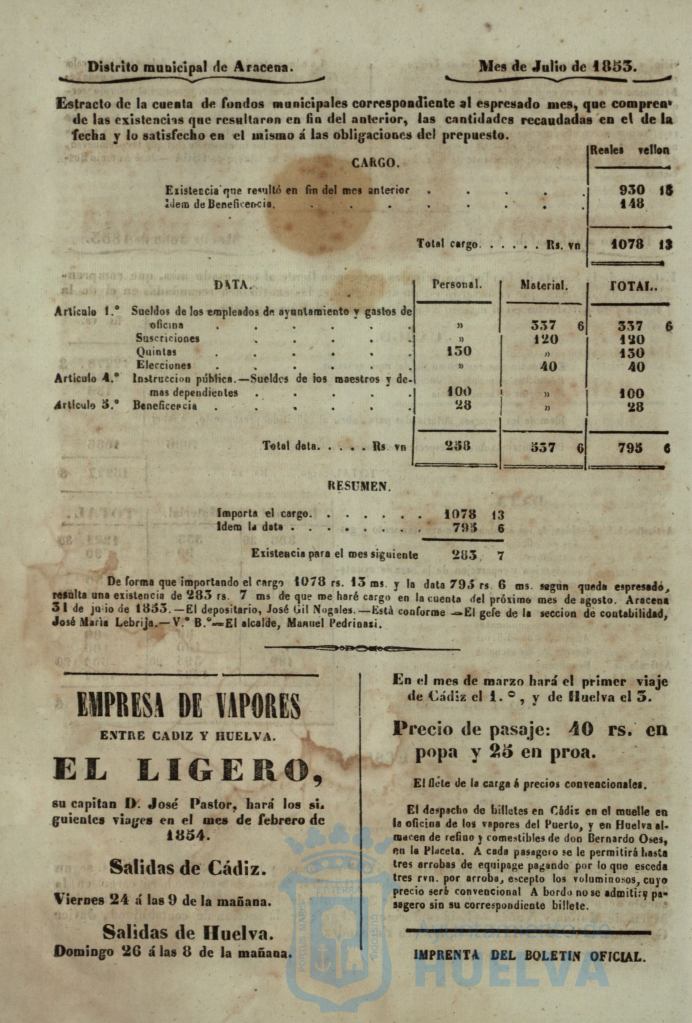 Distrito municipal de Aracena. Mes de Julio de 1853.
Estracto de la cuenta de fondos municipales correspondiente al espresado mes, que compren-
de las existencias que resultaron en fin del anterior, las cantidades recaudadas en el de la
fecha y lo satisfecho en el mismo á las obligaciones del prepuesto.
Reales vellon
CARGO.
Existencia que resultó en fin del mes anterior . . . . . 930 13
Idem de Beneficencia. . . . . . . . 148
Total cargo. . . . . . Rs. vn 1078 13
DATA. Personal. Material. TOTAL.
Artículo 1.º Sueldos de los empleados de ayuntamiento y gastos de
oficina . . . . . . » 337 6 337 6
Suscriciones . . . . . » 120 120
Quintas . . . . . 130 » 130
Elecciones . . . . . » 40 40
Artículo 4.º Instruccion pública.—Sueldos de los maestros y de-
mas dependientes . . . . . 100 » 100
Artículo 5.º Beneficencia . . . . . . 28 » 28
Total data. . . . . Rs. vn 258 537 6 795 6
RESUMEN.
Importa el cargo. . . . . . . 1078 13
Idem la data . . . . . . . . 795 6
Existencia para el mes siguiente 283 7
De forma que importando el cargo 1078 rs. 13 ms. y la data 795 rs. 6 ms. segun queda espresado,
resulta una existencia de 283 rs. 7 ms de que me haré cargo en la cuenta del próximo mes de agosto. Aracena
31 de julio de 1853.—El depositario, José Gil Nogales.—Está conforme—El gefe de la seccion de contabilidad,
José Maria Lebrija.—V.º B.º—El alcalde, Manuel Pedrinasi.
EMPRESA DE VAPORES
ENTRE CADIZ Y HUELVA.
EL LIGERO,
su capitan D. José Pastor, hará los si-
guientes viages en el mes de febrero de
1854.
Salidas de Cádiz.
Viernes 24 á las 9 de la mañana.
Salidas de Huelva.
Domingo 26 á las 8 de la mañana.
En el mes de marzo hará el primer viaje
de Cádiz el 1.º, y de Huelva el 3.
Precio de pasaje: 40 rs. en
popa y 25 en proa.
El flete de la carga á precios convencionales.
El despacho de billetes en Cádiz en el muelle en
la oficina de los vapores del Puerto, y en Huelva al-
macen de refino y comestibles de don Bernardo Oses,
en la Placeta. A cada pasagero se le permitirá hasta
tres arrobas de equipage pagando por lo que esceda
tres rvn. por arroba, escepto los voluminosos, cuyo
precio será convencional A bordo no se admitirá pa-
sagero sin su correspondiente billete.
IMPRENTA DEL BOLETIN OFICIAL.
HUELVA